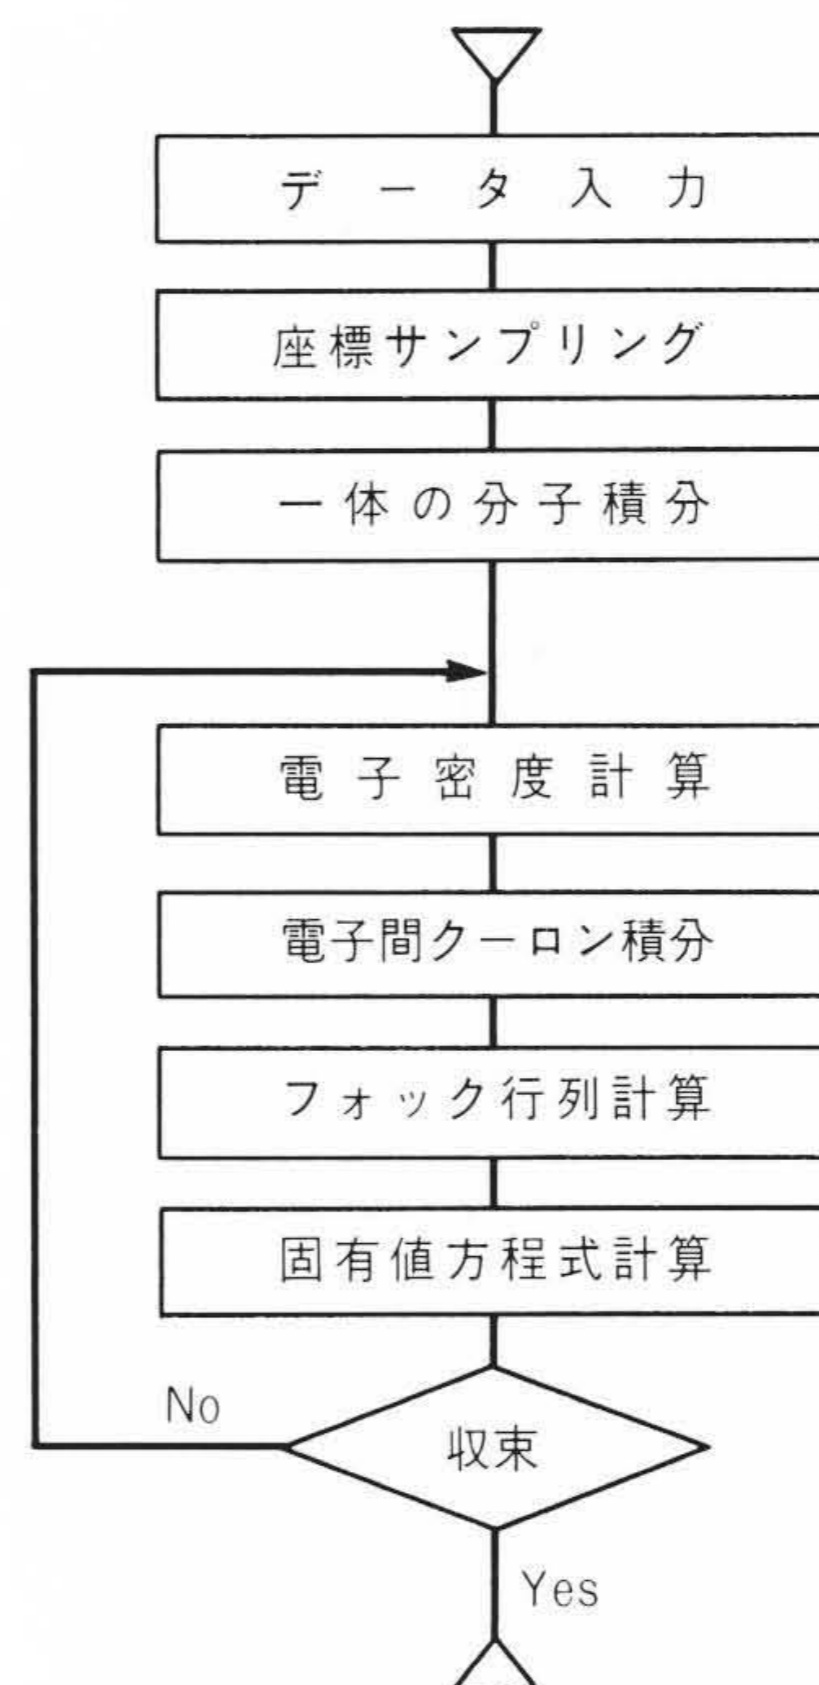 データ入力
座標サンプリング
一体の分子積分
電子密度計算
電子間クーロン積分
フォック行列計算
固有値方程式計算
No
収束
Yes